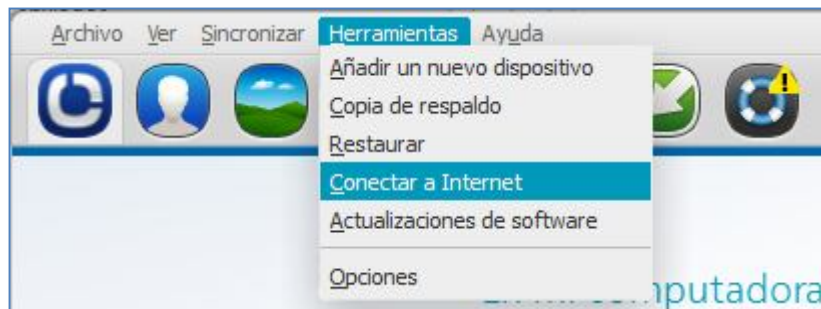 Archivo Ver Sincronizar Herramientas Ayuda
Añadir un nuevo dispositivo
Copia de respaldo
Restaurar
Conectar a Internet
Actualizaciones de software
Opciones